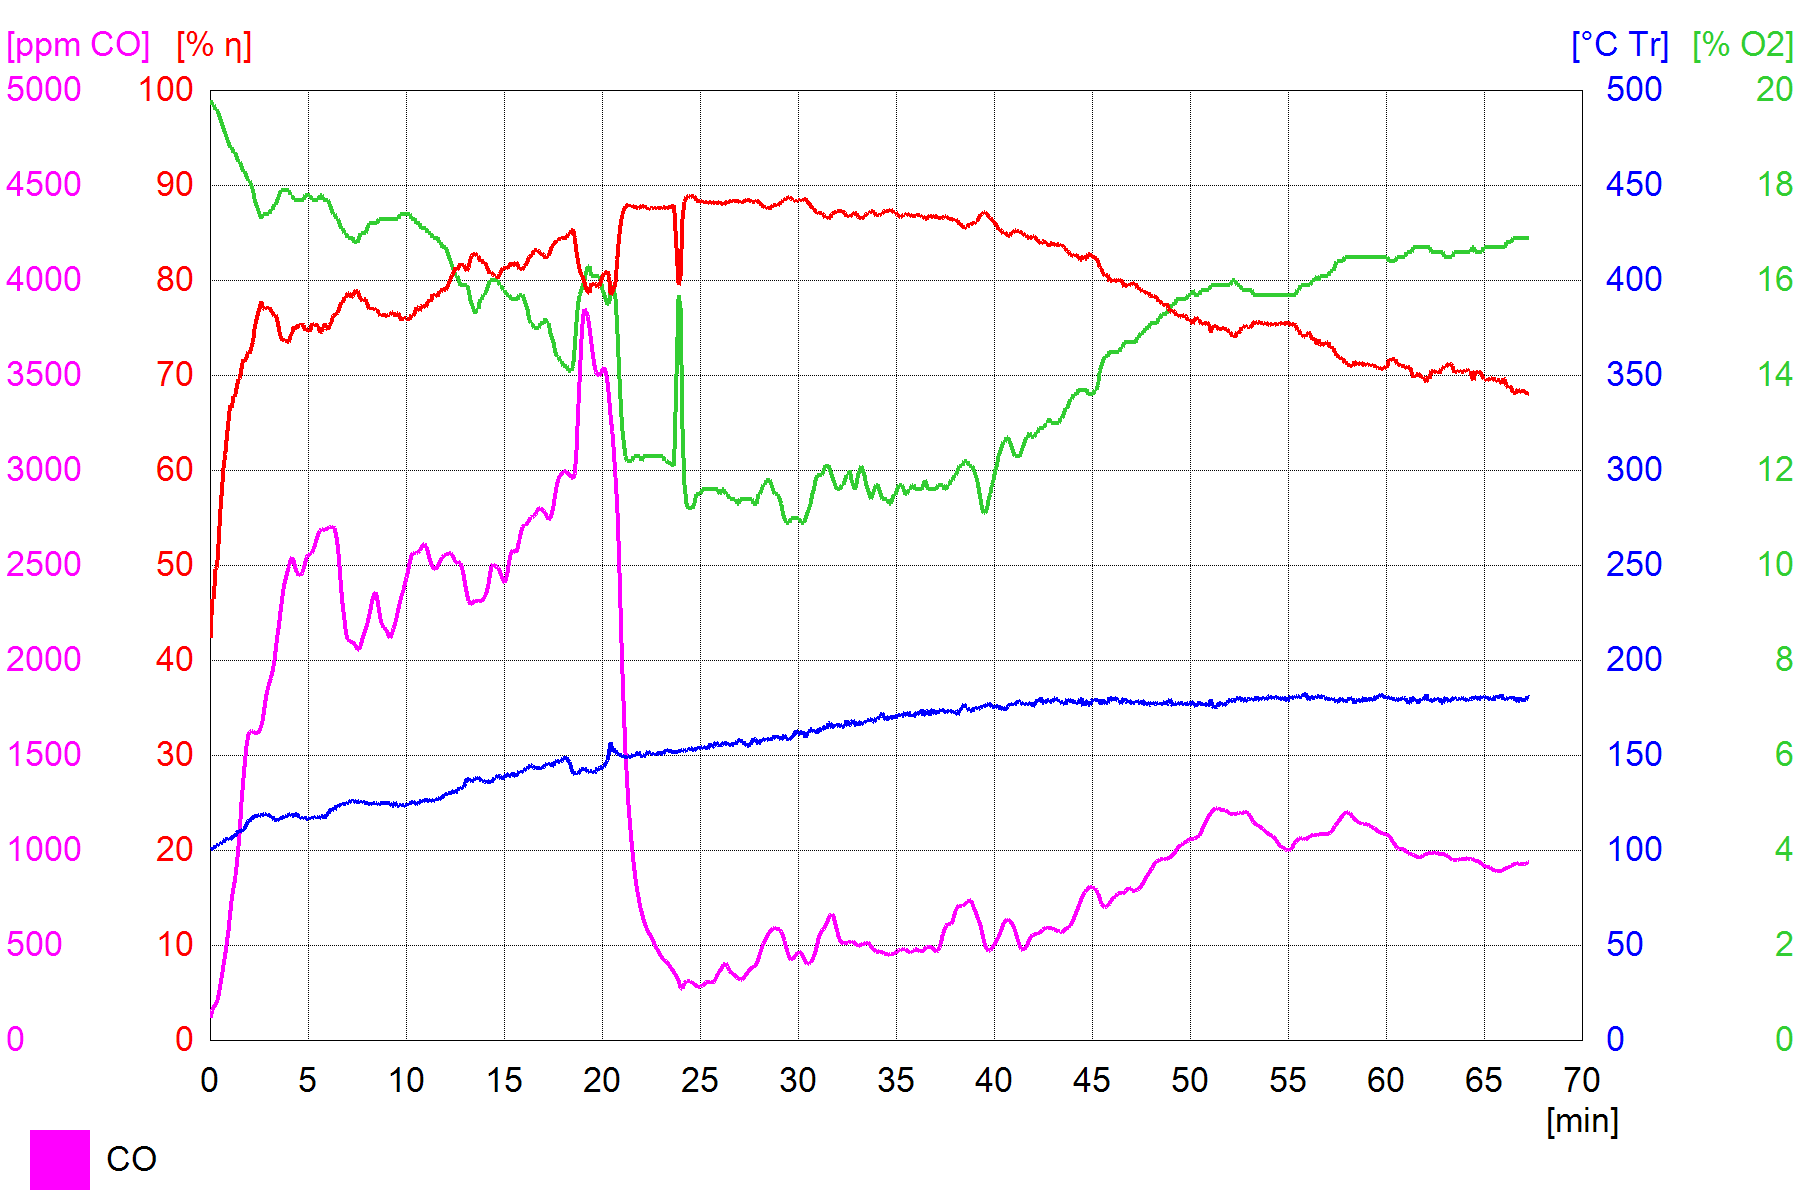 [ppm CO] [% η] [°C Tr] [% O2]
5000 100 500 20
4500 90 450 18
4000 80 400 16
3500 70 350 14
3000 60 300 12
2500 50 250 10
2000 40 200 8
1500 30 150 6
1000 20 100 4
500 10 50 2
0 0 0 0
0 5 10 15 20 25 30 35 40 45 50 55 60 65 70
[min]
CO